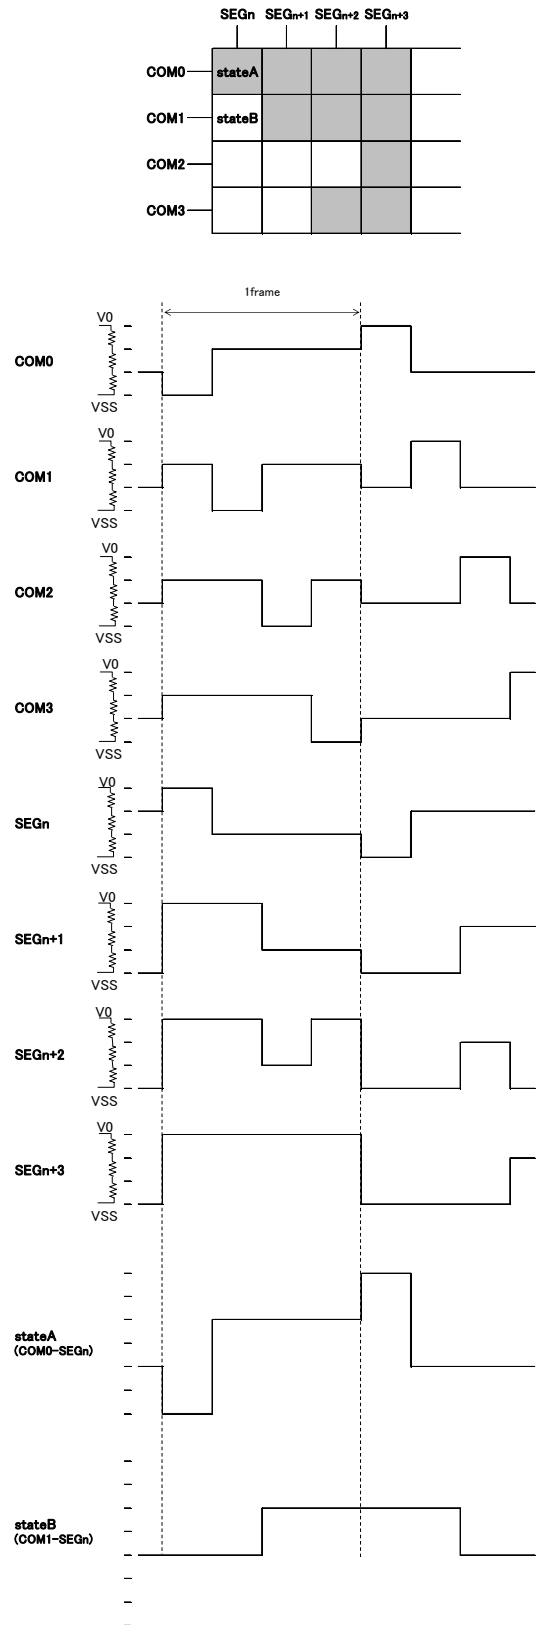 SEGn SEGn+1 SEGn+2 SEGn+3
COM0 stateA
COM1 stateB
COM2
COM3
1frame
V0
COM0
VSS
V0
COM1
VSS
V0
COM2
VSS
V0
COM3
VSS
V0
SEGn
VSS
V0
SEGn+1
VSS
V0
SEGn+2
VSS
V0
SEGn+3
VSS
stateA
(COM0-SEGn)
stateB
(COM1-SEGn)